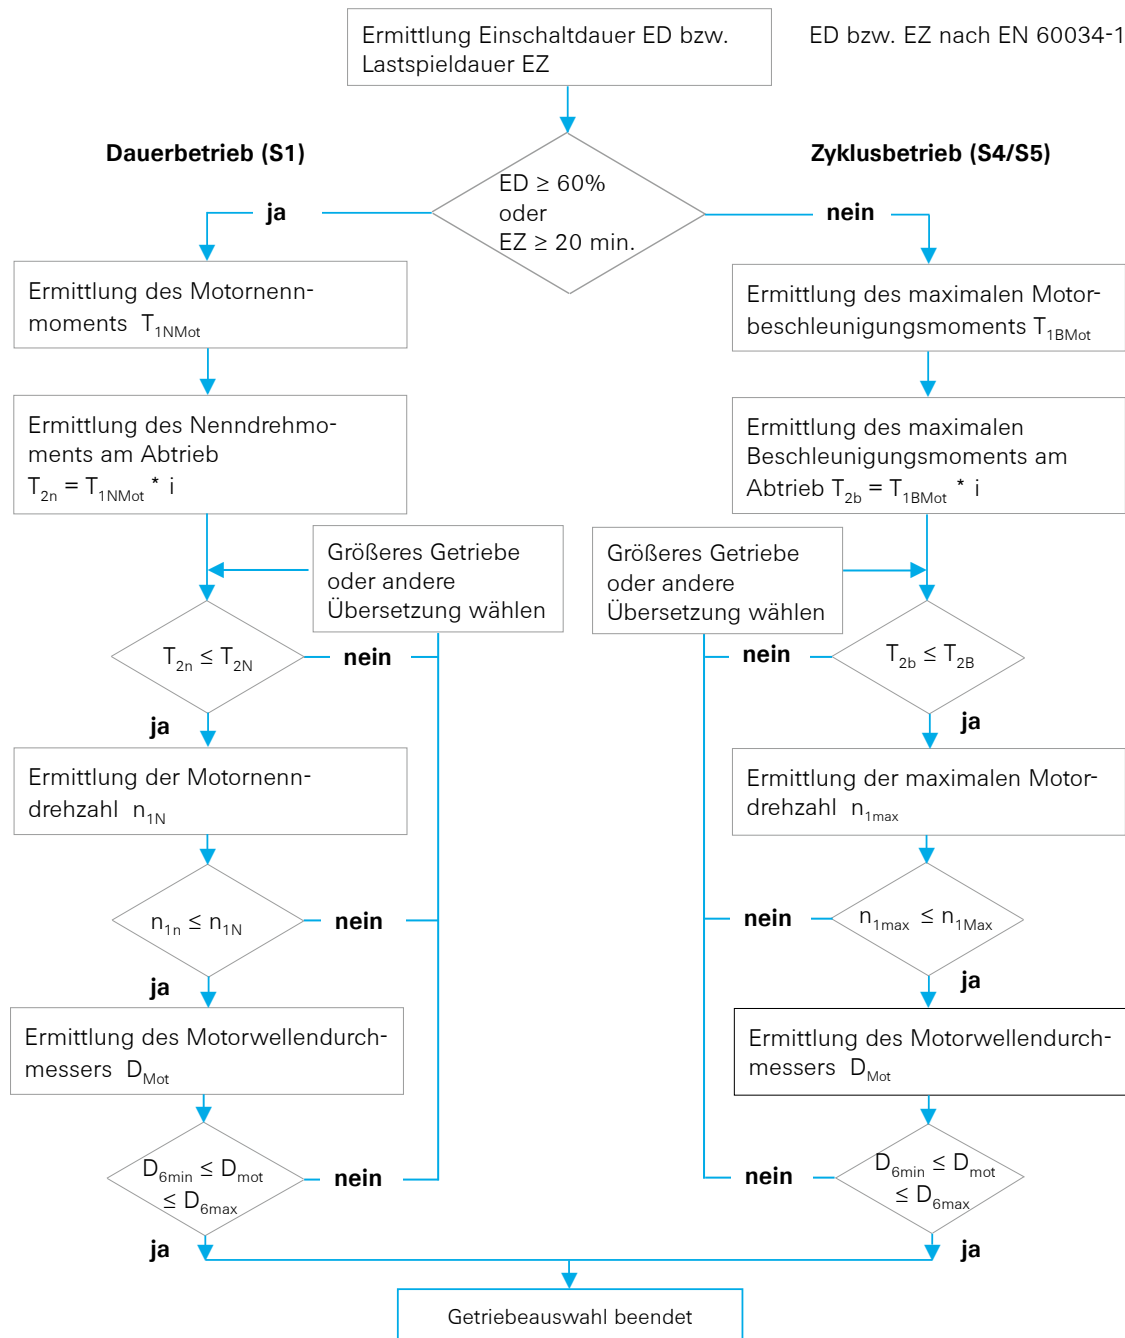 Ermittlung Einschaltdauer ED bzw.
Lastspieldauer EZ
ED bzw. EZ nach EN 60034-1
Dauerbetrieb (S1)
Zyklusbetrieb (S4/S5)
ED ≥ 60%
oder
EZ ≥ 20 min.
ja
nein
Ermittlung des Motornenn-
moments T1NMot
Ermittlung des maximalen Motor-
beschleunigungsmoments T1BMot
Ermittlung des Nenndrehmo-
ments am Abtrieb
T2n = T1NMot * i
Ermittlung des maximalen
Beschleunigungsmoments am
Abtrieb T2b = T1BMot * i
Größeres Getriebe
oder andere
Übersetzung wählen
Größeres Getriebe
oder andere
Übersetzung wählen
T2n ≤ T2N
nein
nein
T2b ≤ T2B
ja
ja
Ermittlung der Motornenn-
drehzahl n1N
Ermittlung der maximalen Motor-
drehzahl n1max
n1n ≤ n1N
nein
nein
n1max ≤ n1Max
ja
ja
Ermittlung des Motorwellendurch-
messers DMot
Ermittlung des Motorwellendurch-
messers DMot
D6min ≤ Dmot
≤ D6max
nein
nein
D6min ≤ Dmot
≤ D6max
ja
ja
Getriebeauswahl beendet